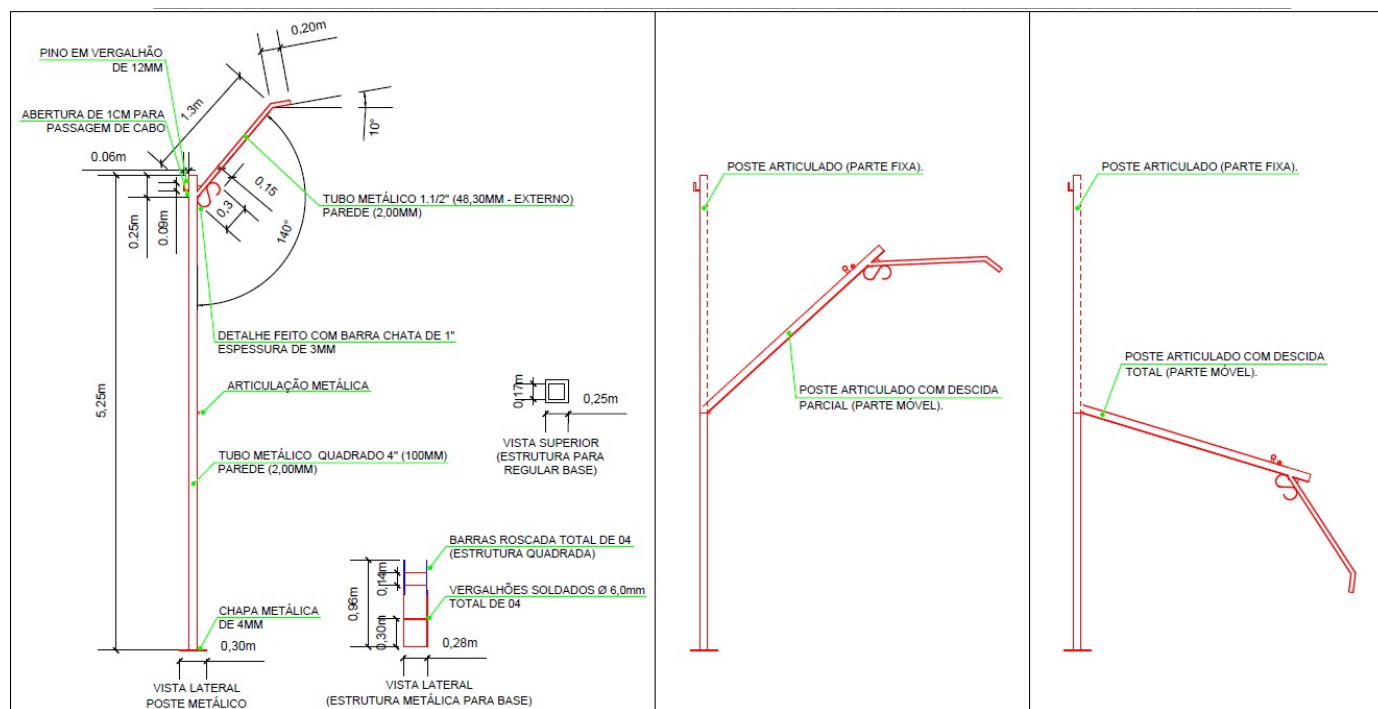 0,20m
PINO EM VERGALHÃO
DE 12MM
1.3m
ABERTURA DE 1CM PARA
PASSAGEM DE CABO
10°
0.06m
0,15
TUBO METÁLICO 1.1/2" (48,30MM - EXTERNO)
PAREDE (2,00MM)
0,3
0.25m
0.09m
140°
DETALHE FEITO COM BARRA CHATA DE 1"
ESPESSURA DE 3MM
ARTICULAÇÃO METÁLICA
5,25m
0,17m
0,25m
VISTA SUPERIOR
(ESTRUTURA PARA
REGULAR BASE)
TUBO METÁLICO QUADRADO 4" (100MM)
PAREDE (2,00MM)
BARRAS ROSCADA TOTAL DE 04
(ESTRUTURA QUADRADA)
0,14m
0,96m
VERGALHÕES SOLDADOS Ø 6,0mm
TOTAL DE 04
0,30m
CHAPA METÁLICA
DE 4MM
0,30m
0,28m
VISTA LATERAL
POSTE METÁLICO
VISTA LATERAL
(ESTRUTURA METÁLICA PARA BASE)
POSTE ARTICULADO (PARTE FIXA).
POSTE ARTICULADO COM DESCIDA
PARCIAL (PARTE MÓVEL).
POSTE ARTICULADO (PARTE FIXA).
POSTE ARTICULADO COM DESCIDA
TOTAL (PARTE MÓVEL).